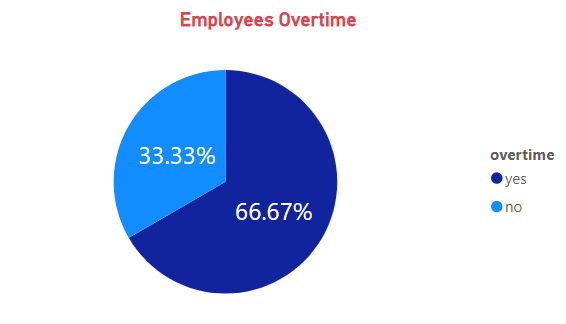 Employees Overtime
33.33%
66.67%
overtime
yes
no